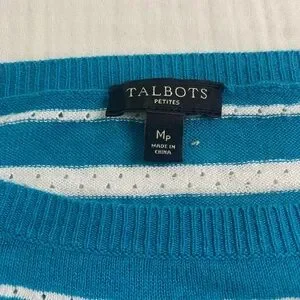 TALBOTS
PETITES
MP
MADE IN
CHINA